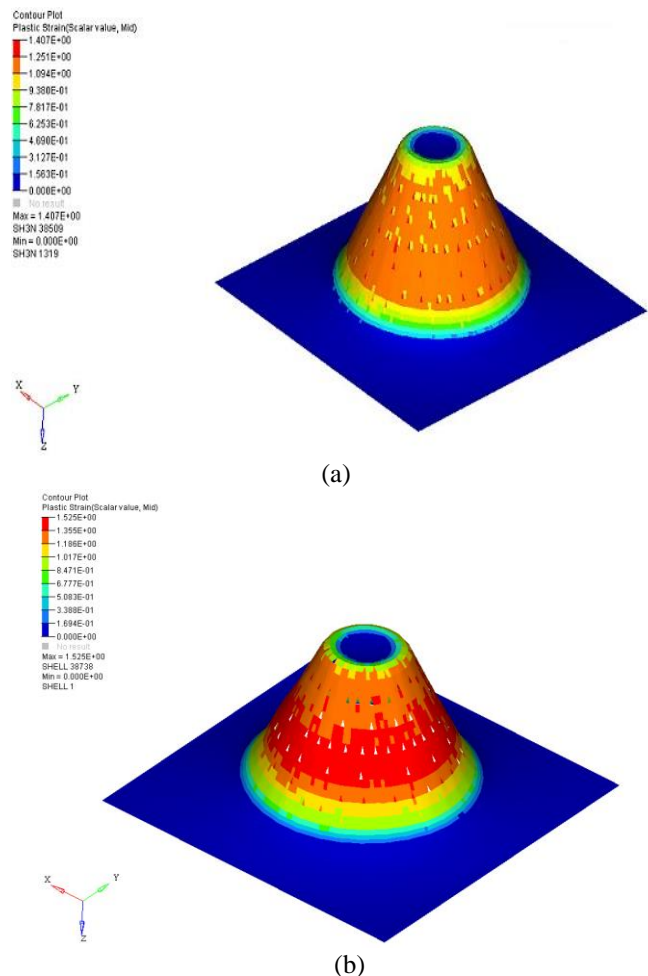 Contour Plot
Plastic Strain(Scalar value, Mid)
1.407E+00
1.251E+00
1.094E+00
9.380E-01
7.817E-01
6.253E-01
4.690E-01
3.127E-01
1.563E-01
0.000E+00
No result
Max = 1.407E+00
SH3N 38509
Min = 0.000E+00
SH3N 1319
X Y
Z
(a)
Contour Plot
Plastic Strain(Scalar value, Mid)
1.525E+00
1.355E+00
1.186E+00
1.017E+00
8.471E-01
6.777E-01
5.083E-01
3.388E-01
1.694E-01
0.000E+00
No result
Max = 1.525E+00
SHELL 38738
Min = 0.000E+00
SHELL 1
X Y
Z
(b)